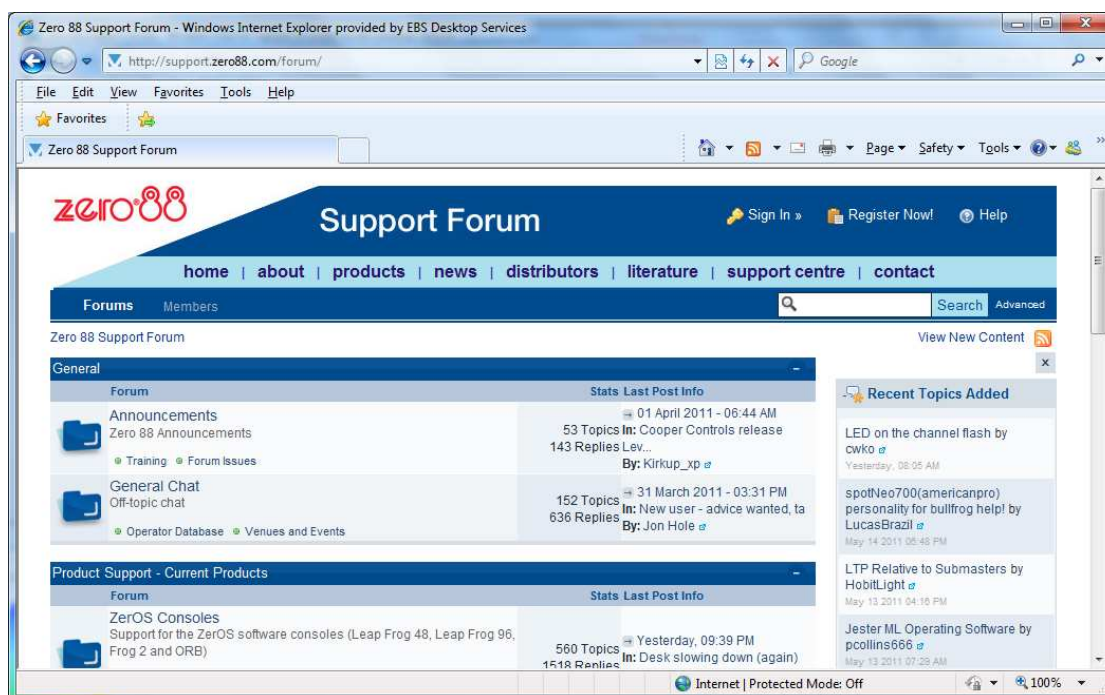 Zero 88 Support Forum - Windows Internet Explorer provided by EBS Desktop Services
http://support.zero88.com/forum/
Google
File Edit View Favorites Tools Help
Favorites
Zero 88 Support Forum
Page Safety Tools
zero 88
Support Forum
Sign In »
Register Now!
Help
home | about | products | news | distributors | literature | support centre | contact
Forums Members
Search Advanced
Zero 88 Support Forum
View New Content
General
Forum Stats Last Post Info
Announcements
Zero 88 Announcements
Training Forum Issues
53 Topics
143 Replies
01 April 2011 - 06:44 AM
In: Cooper Controls release
Lev...
By: Kirkup_xp
General Chat
Off-topic chat
Operator Database Venues and Events
152 Topics
636 Replies
31 March 2011 - 03:31 PM
In: New user - advice wanted, ta
By: Jon Hole
Product Support - Current Products
Forum Stats Last Post Info
ZerOS Consoles
Support for the ZerOS software consoles (Leap Frog 48, Leap Frog 96,
Frog 2 and ORB)
560 Topics
1518 Replies
Yesterday, 09:39 PM
In: Desk slowing down (again)
Recent Topics Added
LED on the channel flash by
cwko
Yesterday, 08:05 AM
spotNeo700(americanpro)
personality for bullfrog help! by
LucasBrazil
May 14 2011 05:48 PM
LTP Relative to Submasters by
HobitLight
May 13 2011 04:16 PM
Jester ML Operating Software by
pcollins666
May 13 2011 07:29 AM
Internet | Protected Mode: Off
100%